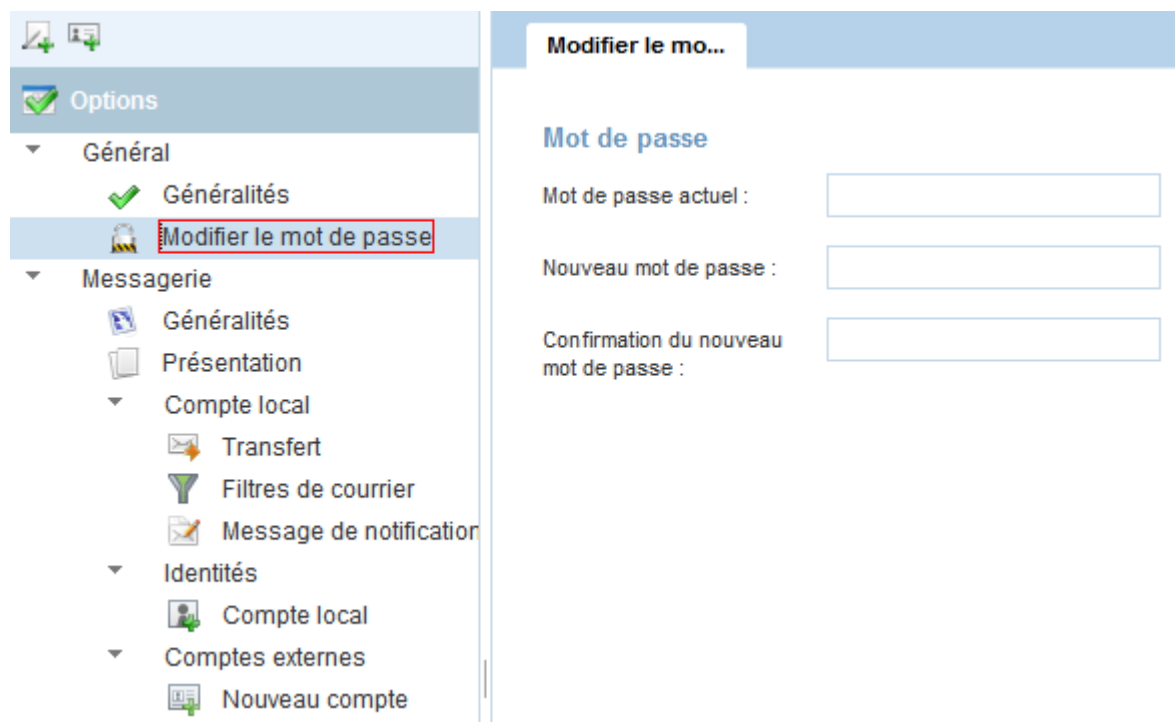 Options
Général
Généralités
Modifier le mot de passe
Messagerie
Généralités
Présentation
Compte local
Transfert
Filtres de courrier
Message de notification
Identités
Compte local
Comptes externes
Nouveau compte
Modifier le mo...
Mot de passe
Mot de passe actuel :
Nouveau mot de passe :
Confirmation du nouveau
mot de passe :